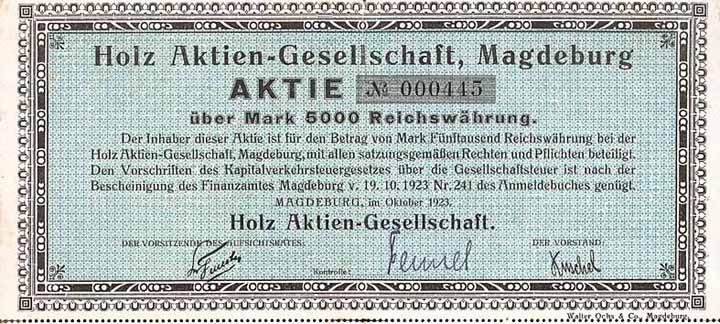 Holz Aktien-Gesellschaft, Magdeburg
AKTIE № 000445
über Mark 5000 Reichswährung.
Der Inhaber dieser Aktie ist für den Betrag von Mark Fünftausend Reichswährung bei der
Holz Aktien-Gesellschaft, Magdeburg, mit allen satzungsgemäßen Rechten und Pflichten beteiligt.
Den Vorschriften des Kapitalverkehrsteuergesetzes über die Gesellschaftsteuer ist nach der
Bescheinigung des Finanzamtes Magdeburg v. 19. 10. 1923 Nr. 241 des Anmeldebuches genügt.
MAGDEBURG, im Oktober 1923.
Holz Aktien-Gesellschaft.
DER VORSITZENDE DES AUFSICHTSRATES: DER VORSTAND:
Kontrolle:
Walter Ochs & Co., Magdeburg.